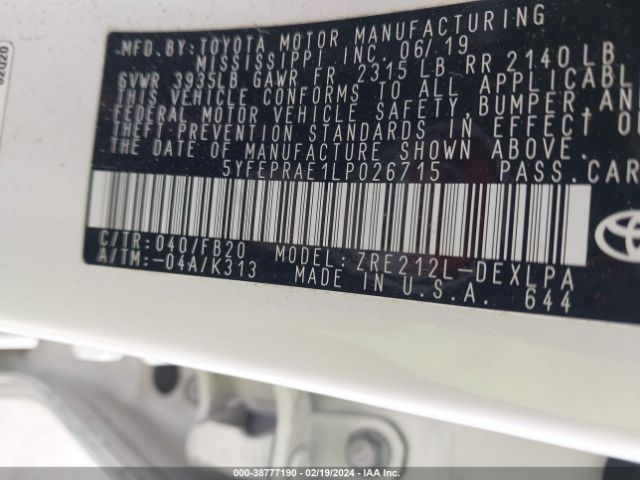 02020
MFD.BY:TOYOTA MOTOR MANUFACTURING
MISSISSIPPI INC. 06/19
GVWR 3935LB GAWR FR 2315 LB RR 2140 LB
THIS VEHICLE CONFORMS TO ALL APPLICABL
FEDERAL MOTOR VEHICLE SAFETY, BUMPER, AN
THEFT PREVENTION STANDARDS IN EFFECT O
THE DATE OF MANUFACTURE SHOWN ABOVE.
5YFEPRAE1LP026715 PASS.CAR
C/TR: 040/FB20 MODEL: ZRE212L-DEXLPA
A/TM: -04A/K313 MADE IN U.S.A. 644
000-38777190 - 02/19/2024 - IAA Inc.